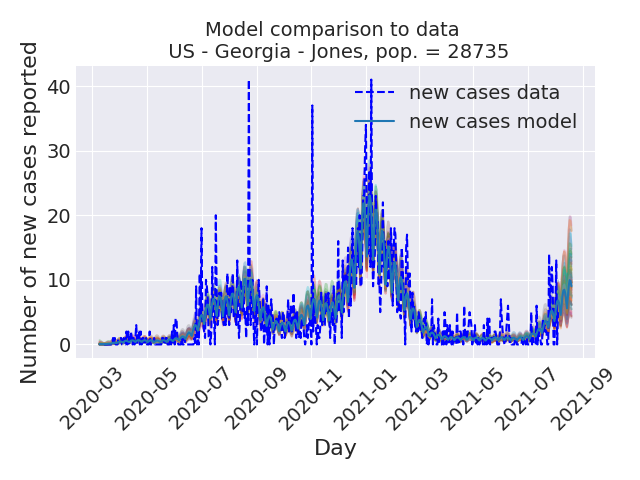 Model comparison to data
US - Georgia - Jones, pop. = 28735
Number of new cases reported
40
30
20
10
0
new cases data
new cases model
2020-03
2020-05
2020-07
2020-09
2020-11
2021-01
2021-03
2021-05
2021-07
2021-09
Day